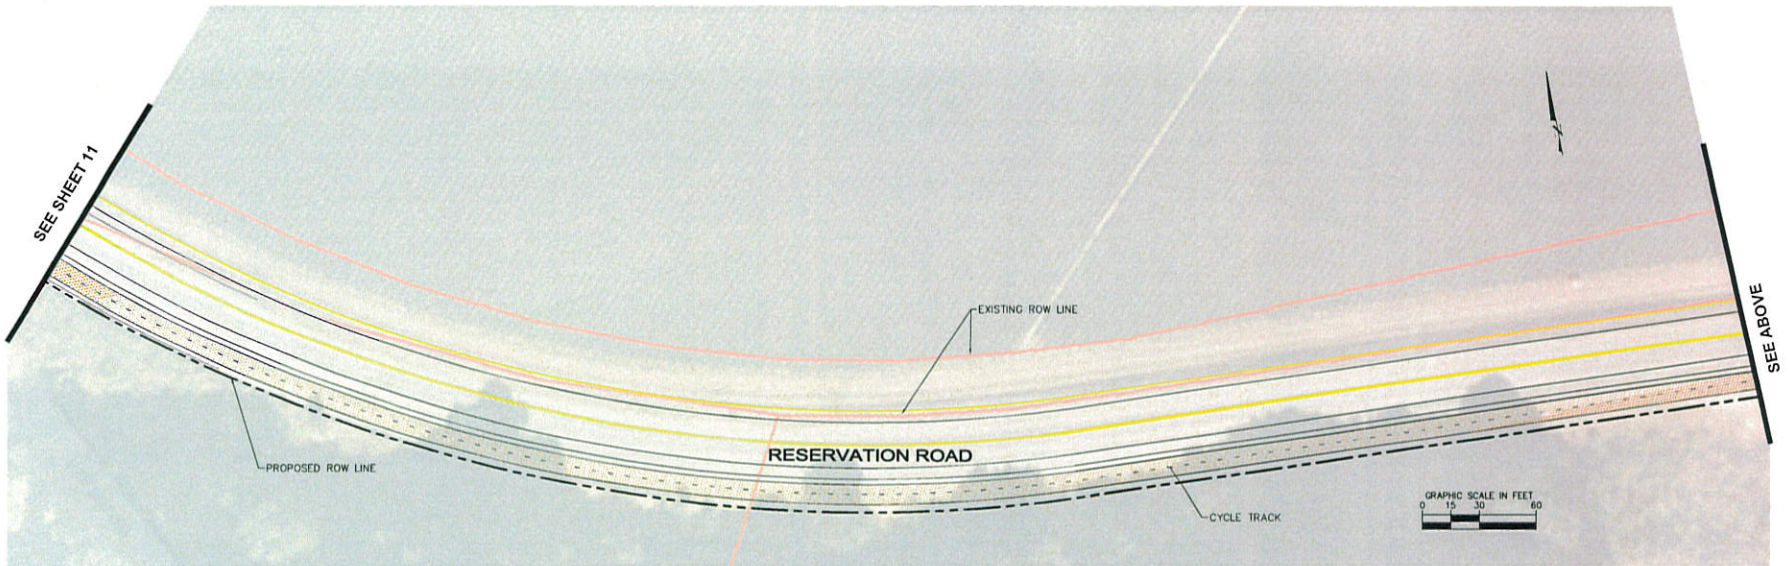 SEE SHEET 11
EXISTING ROW LINE
SEE ABOVE
RESERVATION ROAD
PROPOSED ROW LINE
CYCLE TRACK
GRAPHIC SCALE IN FEET
0 15 30 60